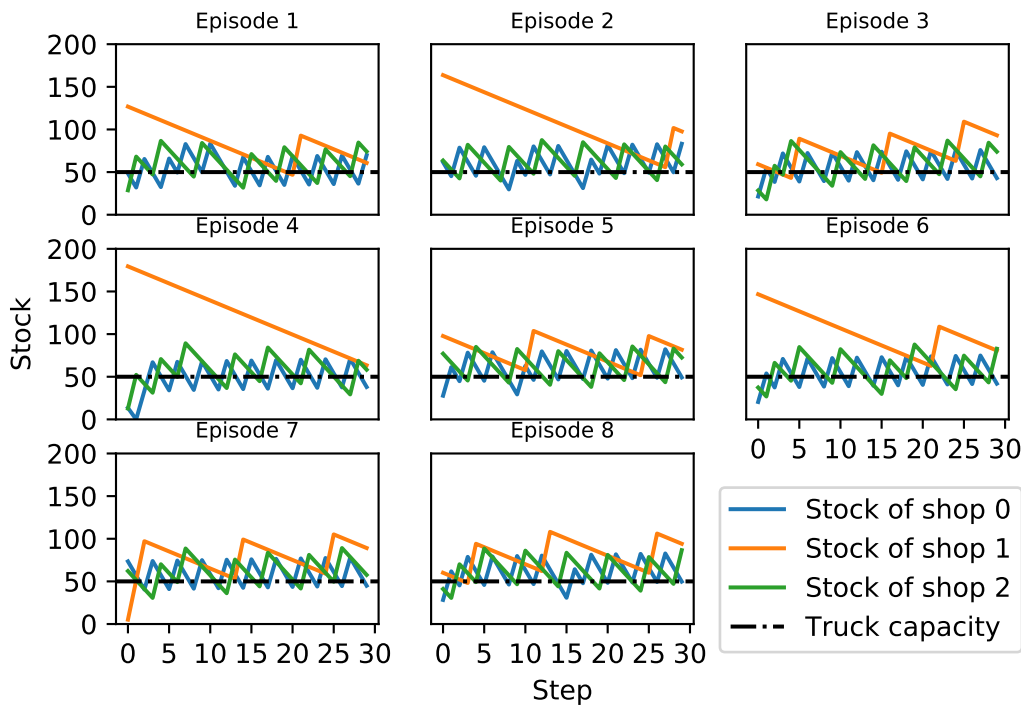 Episode 1
Episode 2
Episode 3
200
150
100
50
0
Episode 4
Episode 5
Episode 6
200
150
100
50
0
Stock
0 5 10 15 20 25 30
Episode 7
Episode 8
200
150
100
50
0
0 5 10 15 20 25 30
0 5 10 15 20 25 30
Step
Stock of shop 0
Stock of shop 1
Stock of shop 2
Truck capacity